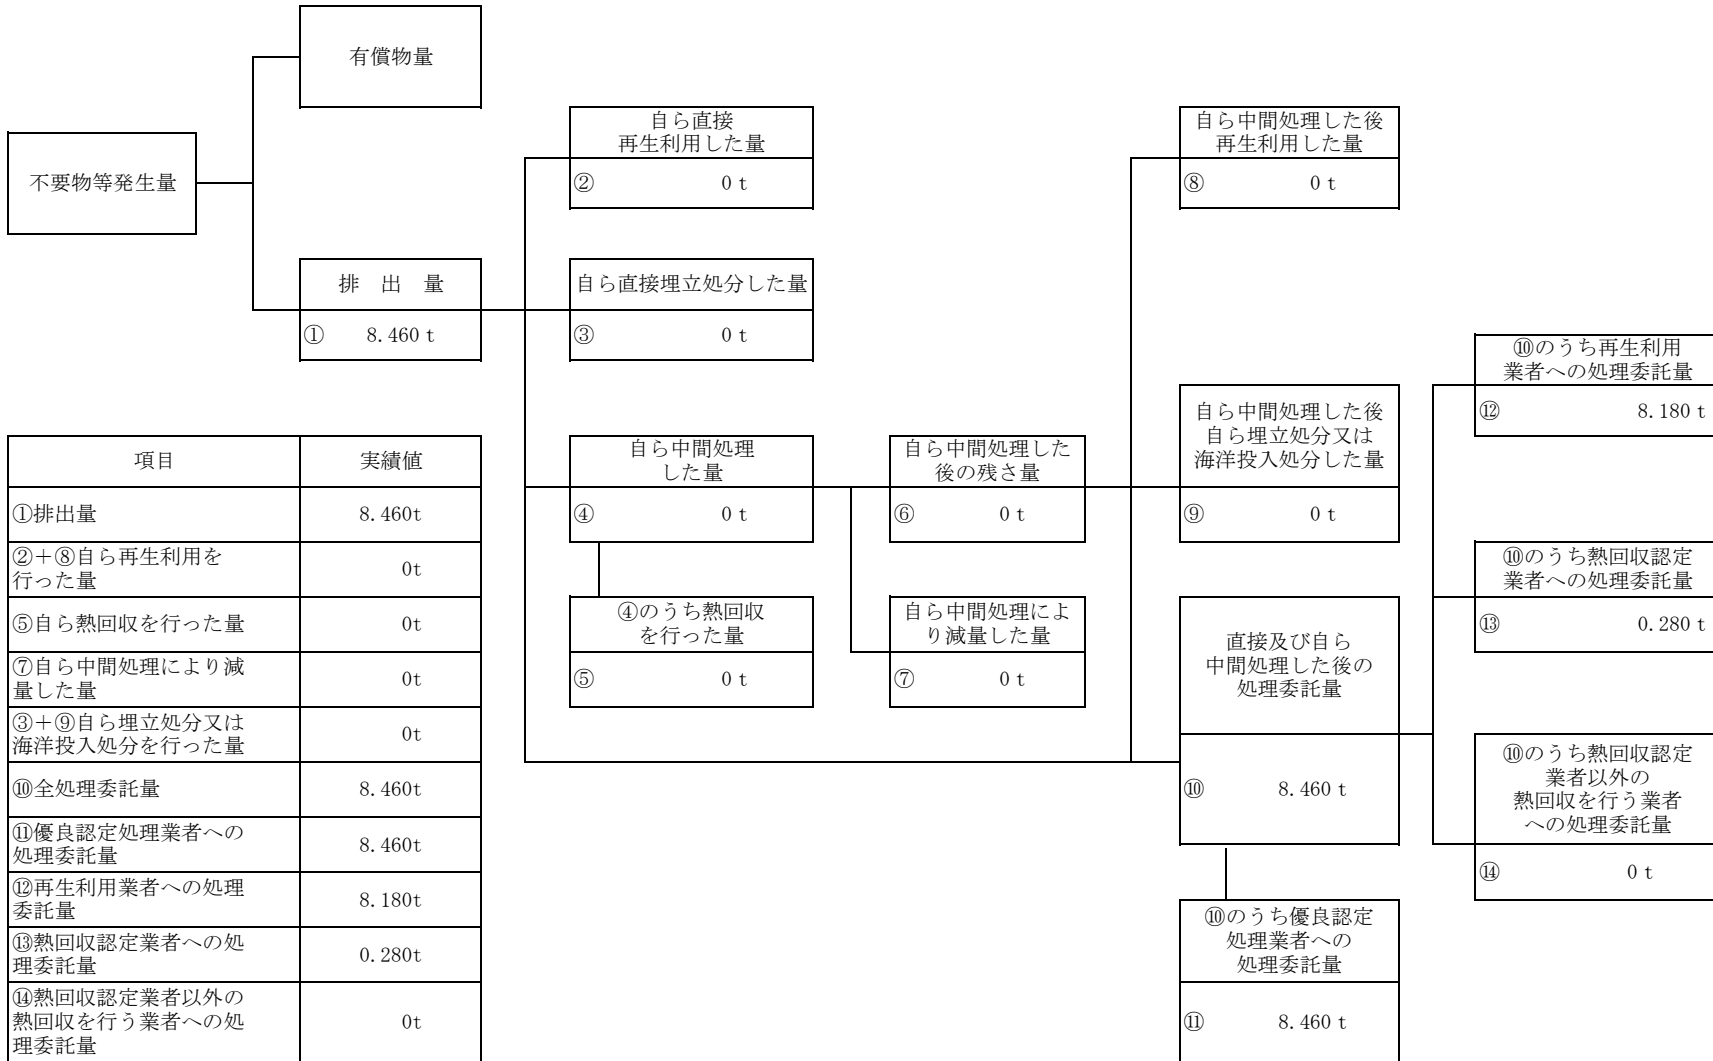 有償物量
不要物等発生量
自ら直接
再生利用した量
② 0 t
自ら中間処理した後
再生利用した量
⑧ 0 t
排 出 量
① 8.460 t
自ら直接埋立処分した量
③ 0 t
⑩のうち再生利用
業者への処理委託量
⑫ 8.180 t
自ら中間処理
した量
④ 0 t
自ら中間処理した
後の残さ量
⑥ 0 t
自ら中間処理した後
自ら埋立処分又は
海洋投入処分した量
⑨ 0 t
⑩のうち熱回収認定
業者への処理委託量
⑬ 0.280 t
④のうち熱回収
を行った量
⑤ 0 t
自ら中間処理によ
り減量した量
⑦ 0 t
直接及び自ら
中間処理した後の
処理委託量
⑩ 8.460 t
⑩のうち熱回収認定
業者以外の
熱回収を行う業者
への処理委託量
⑭ 0 t
⑩のうち優良認定
処理業者への
処理委託量
⑪ 8.460 t
項目 実績値
①排出量 8.460t
②＋⑧自ら再生利用を
行った量 0t
⑤自ら熱回収を行った量 0t
⑦自ら中間処理により減
量した量 0t
③＋⑨自ら埋立処分又は
海洋投入処分を行った量 0t
⑩全処理委託量 8.460t
⑪優良認定処理業者への
処理委託量 8.460t
⑫再生利用業者への処理
委託量 8.180t
⑬熱回収認定業者への処
理委託量 0.280t
⑭熱回収認定業者以外の
熱回収を行う業者への処
理委託量 0t